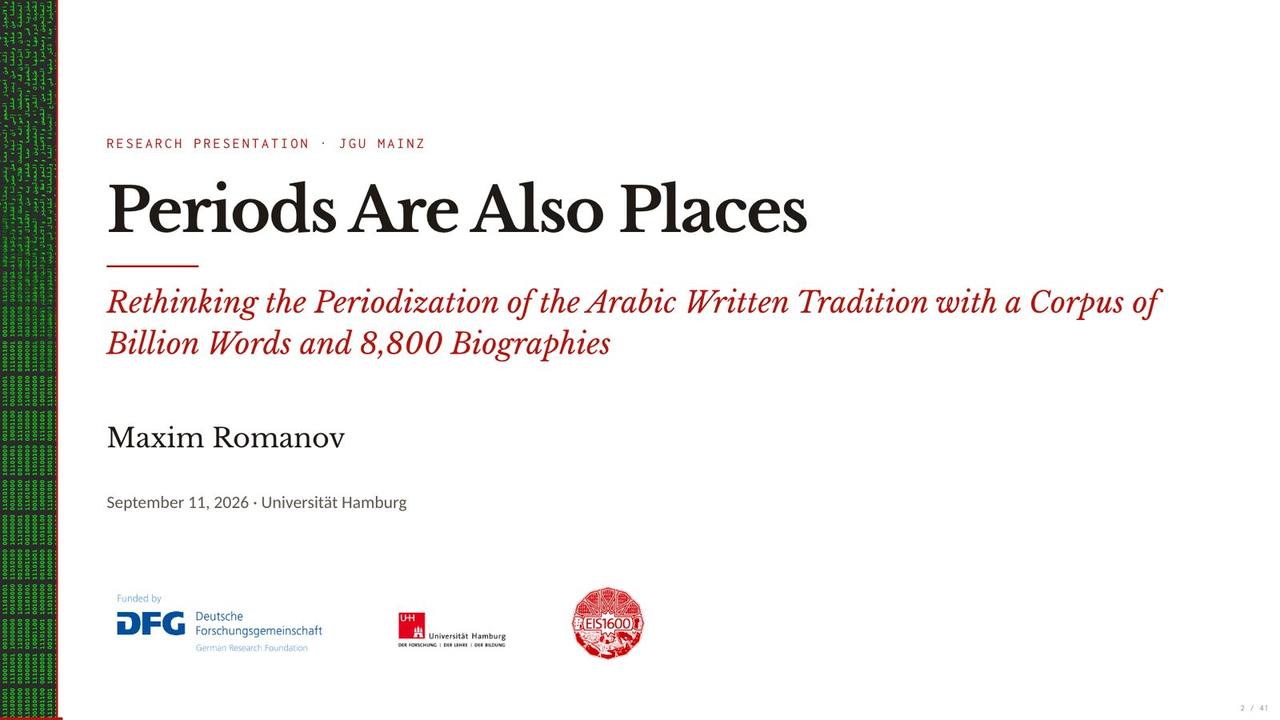 RESEARCH PRESENTATION · JGU MAINZ
Periods Are Also Places
Rethinking the Periodization of the Arabic Written Tradition with a Corpus of
Billion Words and 8,800 Biographies
Maxim Romanov
September 11, 2026 · Universität Hamburg
Funded by
DFG Deutsche
Forschungsgemeinschaft
German Research Foundation
UH
Universität Hamburg
DER FORSCHUNG | DER LEHRE | DER BILDUNG
EIS1600
2 / 41